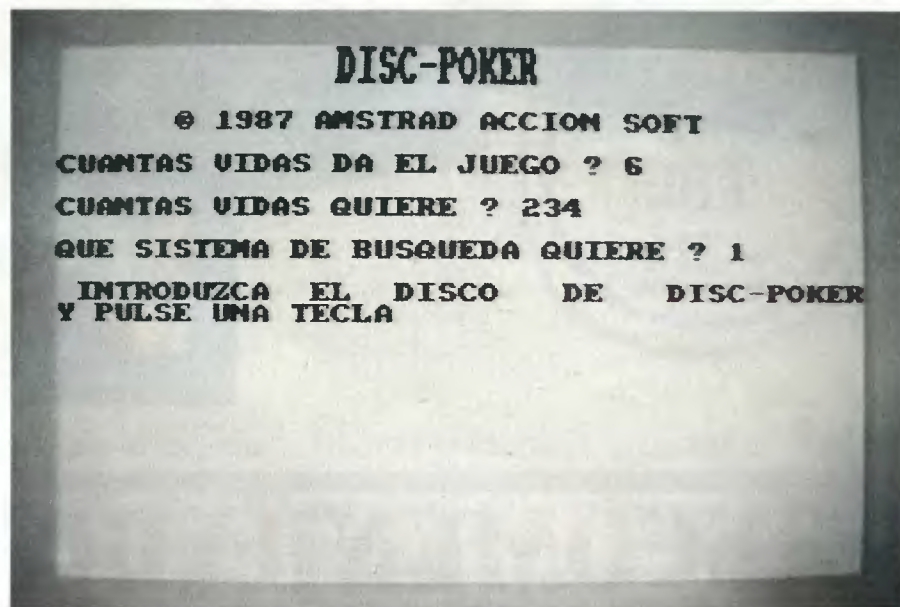 DISC-POKER
© 1987 AMSTRAD ACCION SOFT
CUANTAS VIDAS DA EL JUEGO ? 6
CUANTAS VIDAS QUIERE ? 234
QUE SISTEMA DE BUSQUEDA QUIERE ? 1
INTRODUZCA EL DISCO DE DISC-POKER
Y PULSE UNA TECLA